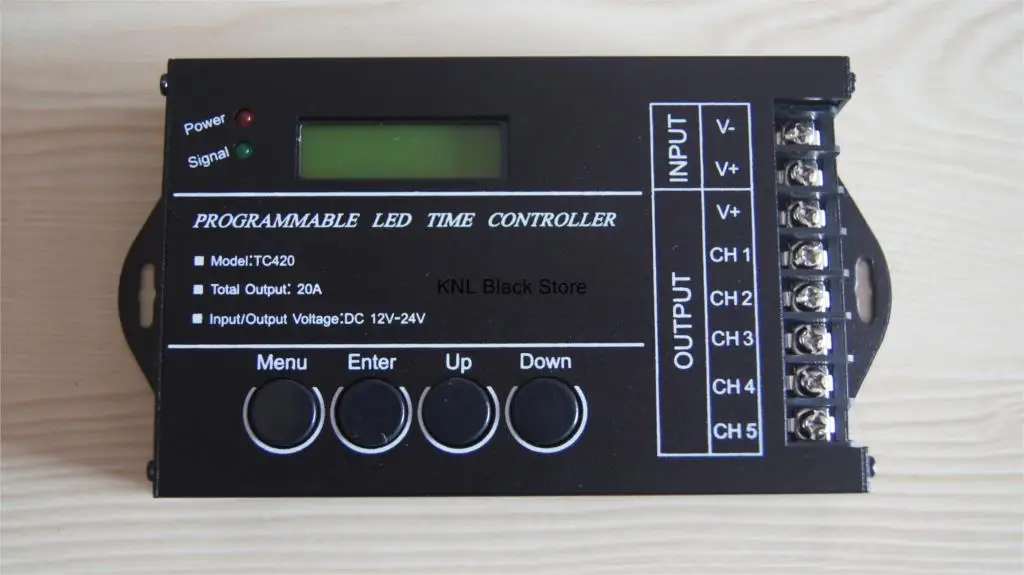 Power
Signal
PROGRAMMABLE LED TIME CONTROLLER
Model:TC420
Total Output: 20A
Input/Output Voltage:DC 12V-24V
KNL Black Store
Menu Enter Up Down
INPUT
V-
V+
OUTPUT
V+
CH 1
CH 2
CH 3
CH 4
CH 5